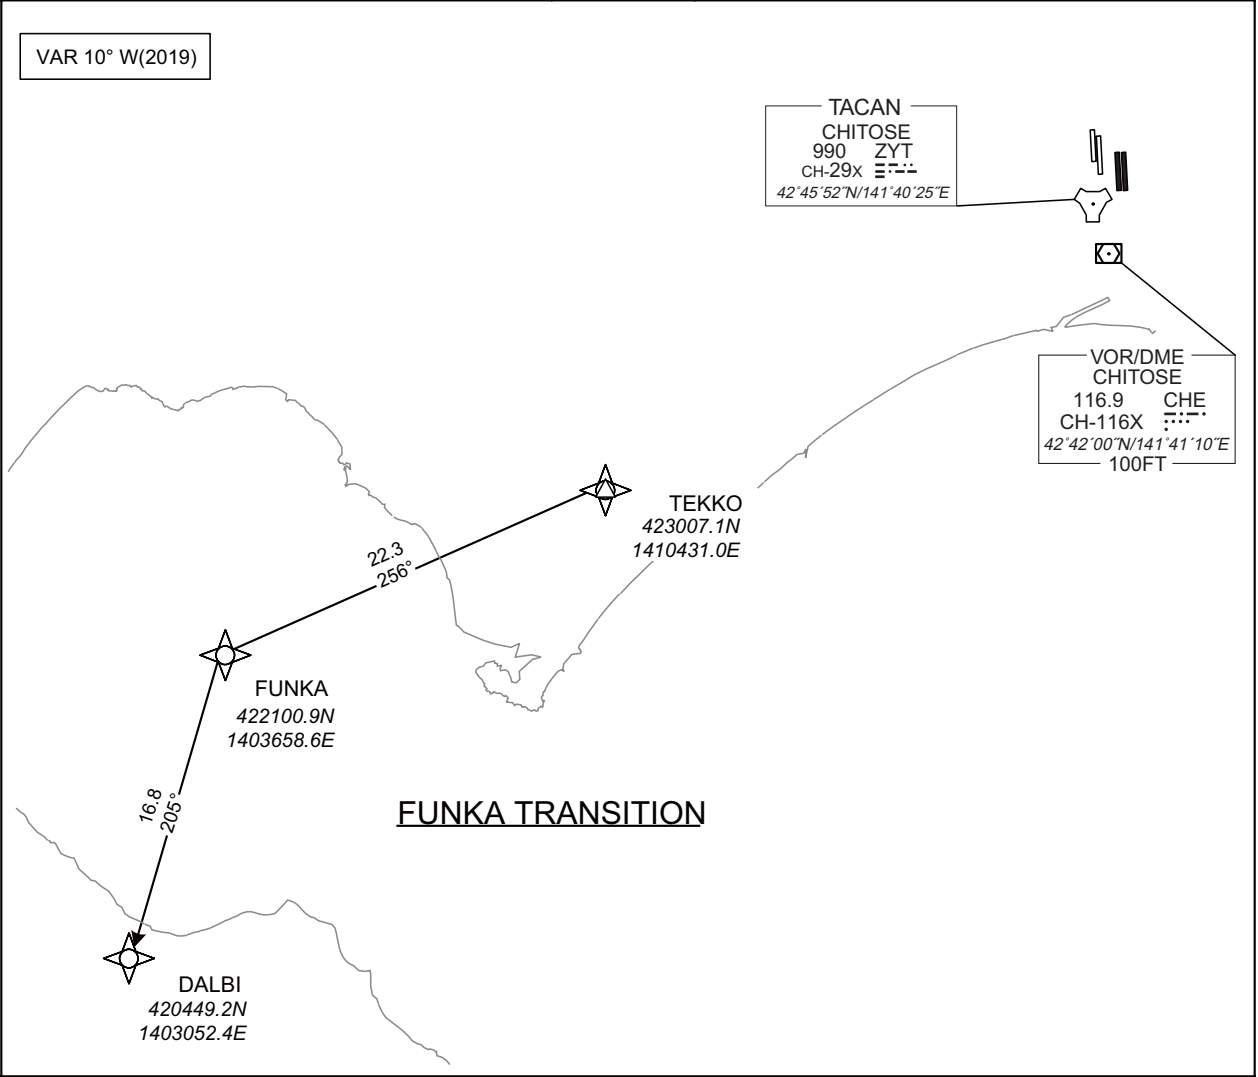 VAR 10° W(2019)
TACAN
CHITOSE
990 ZYT
CH-29X
42°45′52″N/141°40′25″E
VOR/DME
CHITOSE
116.9 CHE
CH-116X
42°42′00″N/141°41′10″E
100FT
TEKKO
423007.1N
1410431.0E
22.3
256°
FUNKA
422100.9N
1403658.6E
16.8
205°
FUNKA TRANSITION
DALBI
420449.2N
1403052.4E